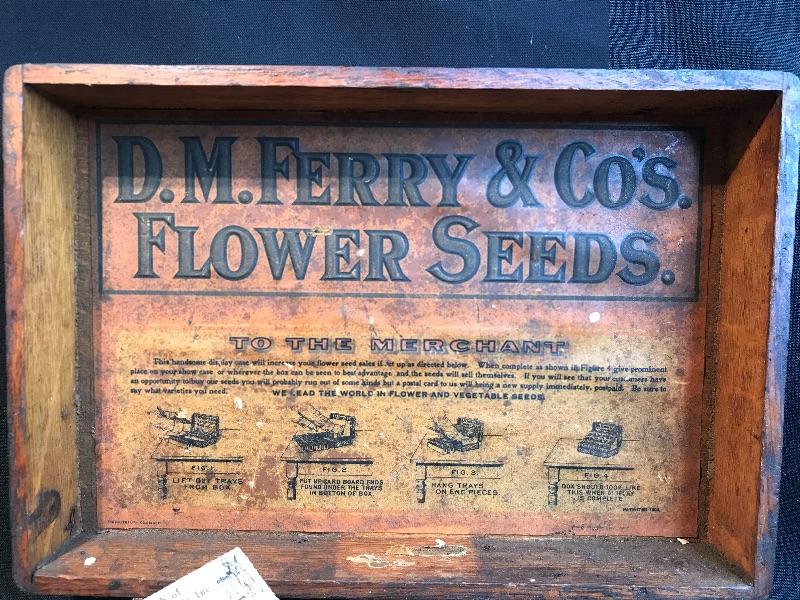 D.M. FERRY & CO'S.
FLOWER SEEDS.
TO THE MERCHANT
This handsome display case will increase your flower seed sales if set up as directed below. When complete as shown in Figure 4 give prominent
place on your show case or wherever the box can be seen to best advantage and the seeds will sell themselves. If you will see that your customers have
an opportunity to buy our seeds you will probably run out of some kinds but a postal card to us will bring a new supply immediately, postpaid. Be sure to
say what varieties you need.
WE LEAD THE WORLD IN FLOWER AND VEGETABLE SEEDS.
FIG. 1.
LIFT OUT TRAYS
FROM BOX.
FIG. 2
PUT UP CARD BOARD ENDS
FOUND UNDER THE TRAYS
IN BOTTOM OF BOX.
FIG. 3
HANG TRAYS
ON END PIECES.
FIG. 4
BOX SHOULD LOOK LIKE
THIS WHEN DISPLAY
IS COMPLETE
of